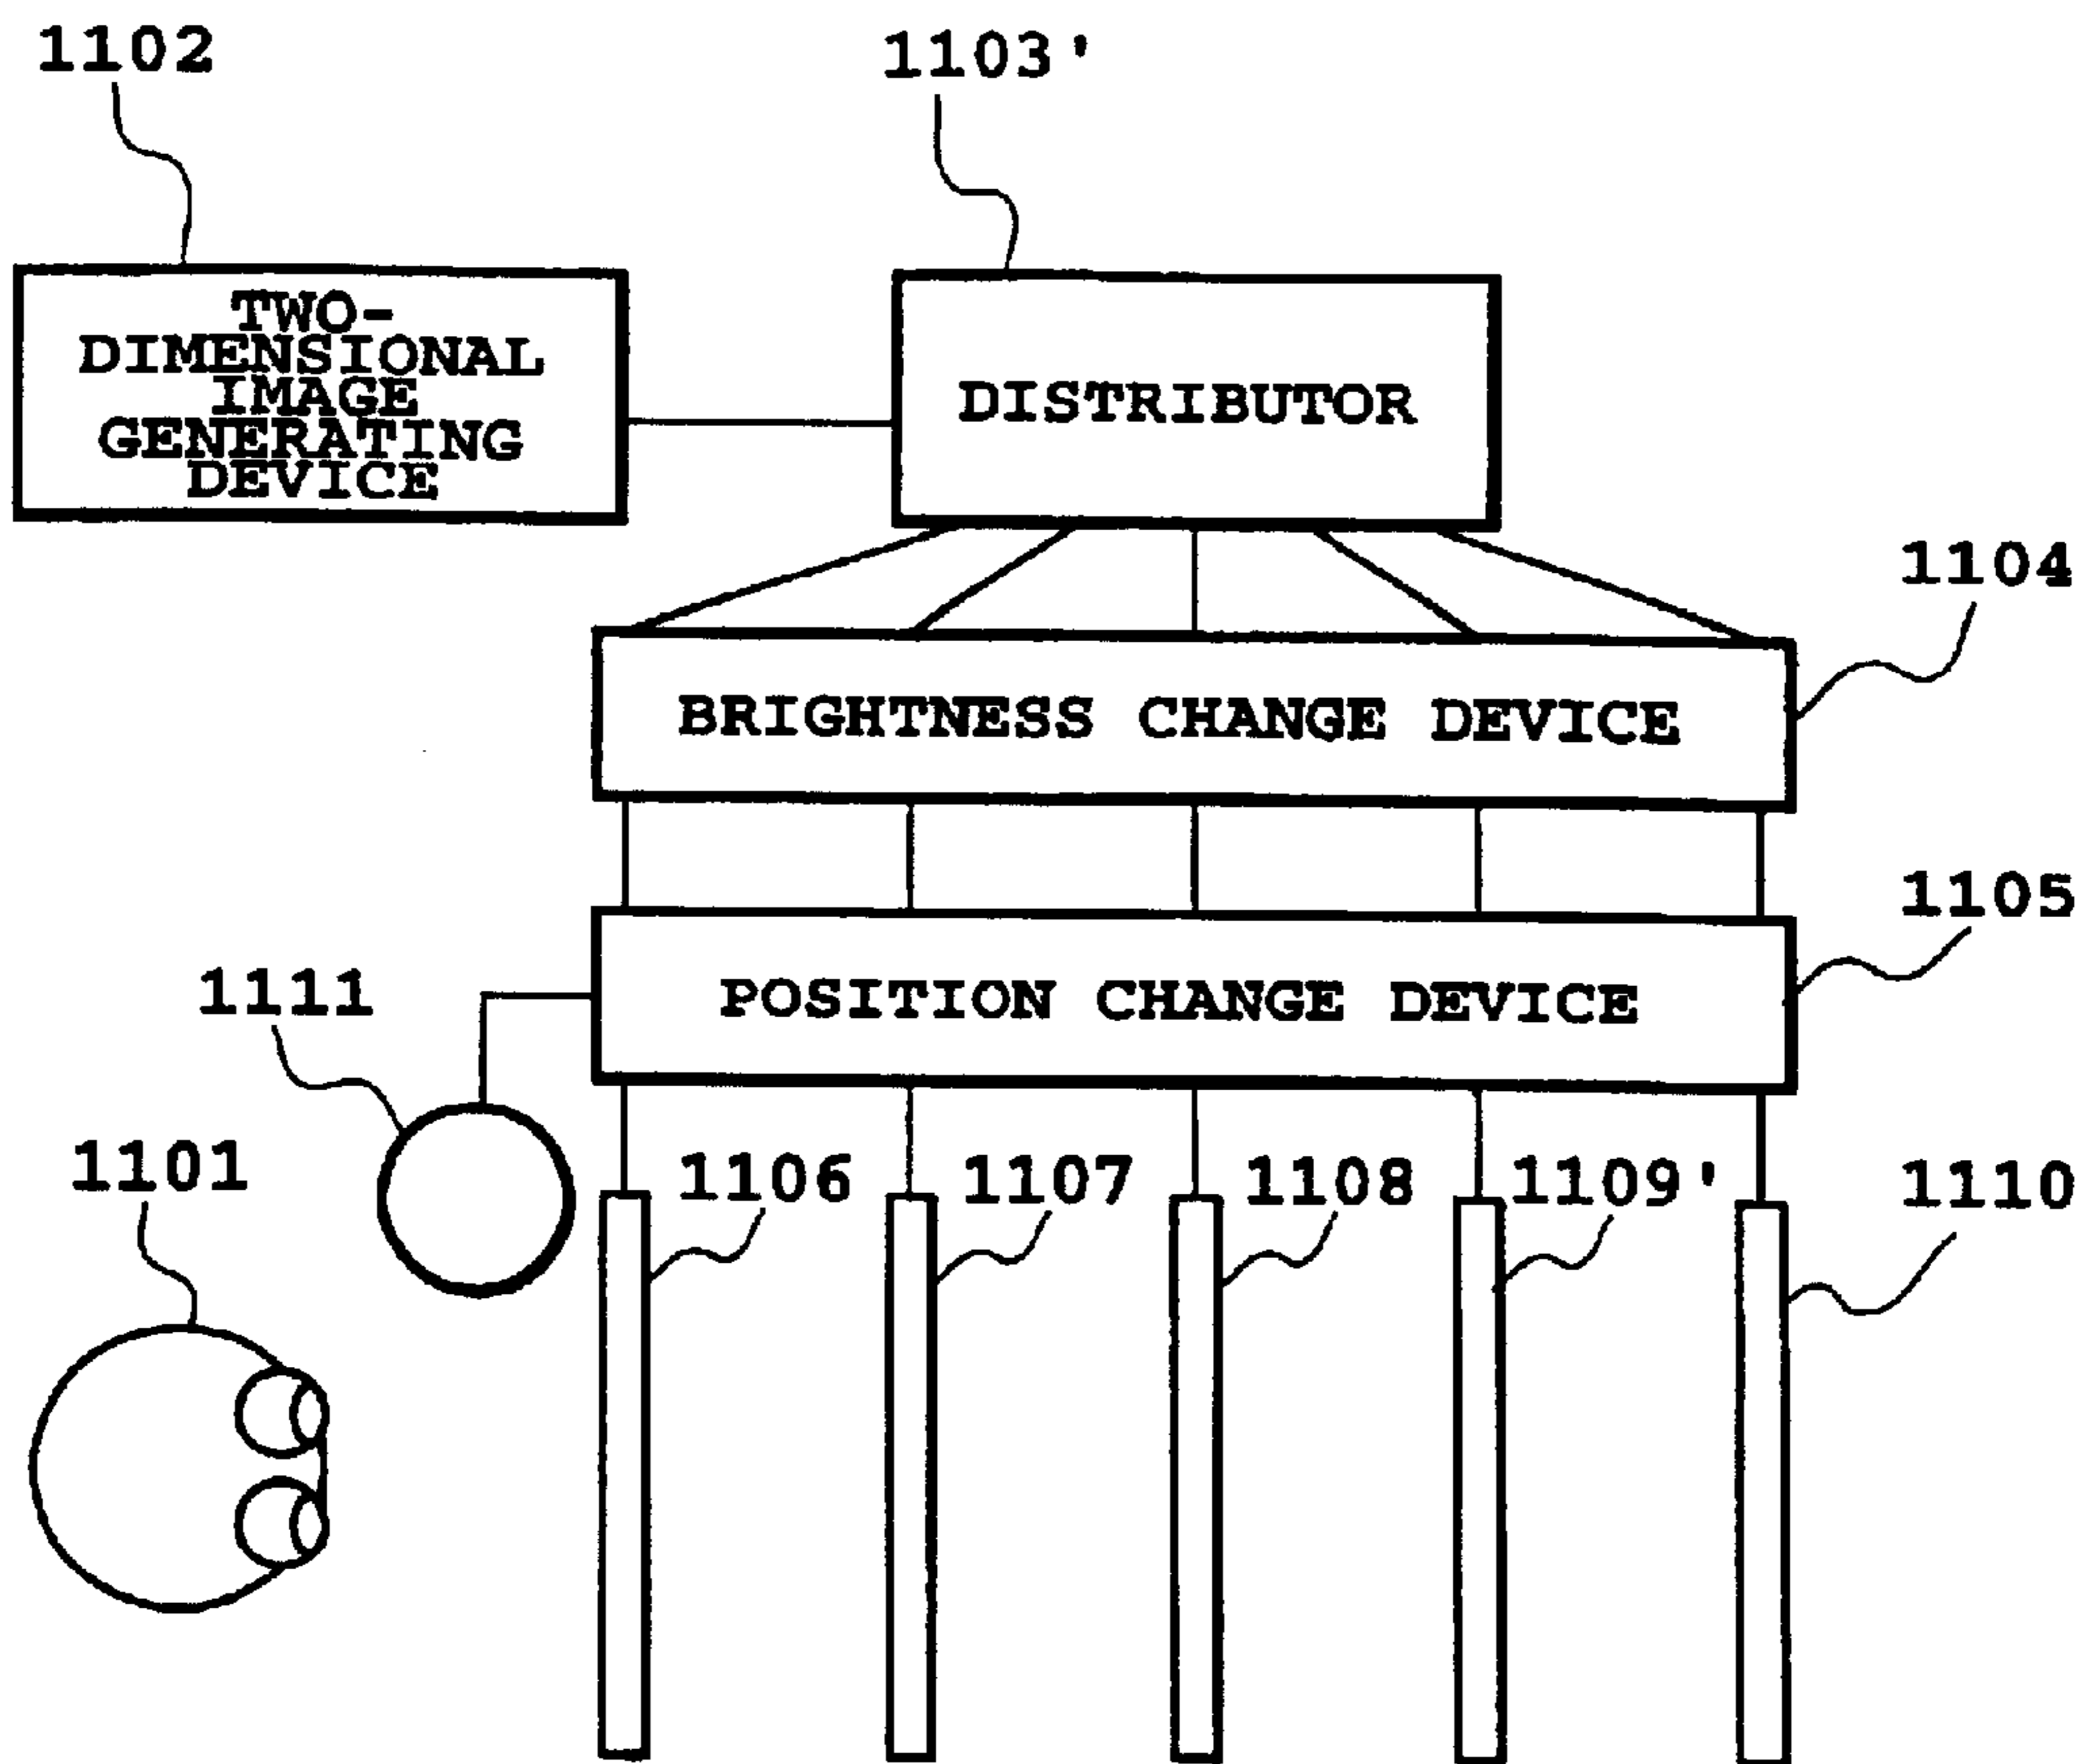 1102
1103'
TWO-
DIMENSIONAL
IMAGE
GENERATING
DEVICE
DISTRIBUTOR
1104
BRIGHTNESS CHANGE DEVICE
1105
1111
POSITION CHANGE DEVICE
1101
1106
1107
1108
1109'
1110